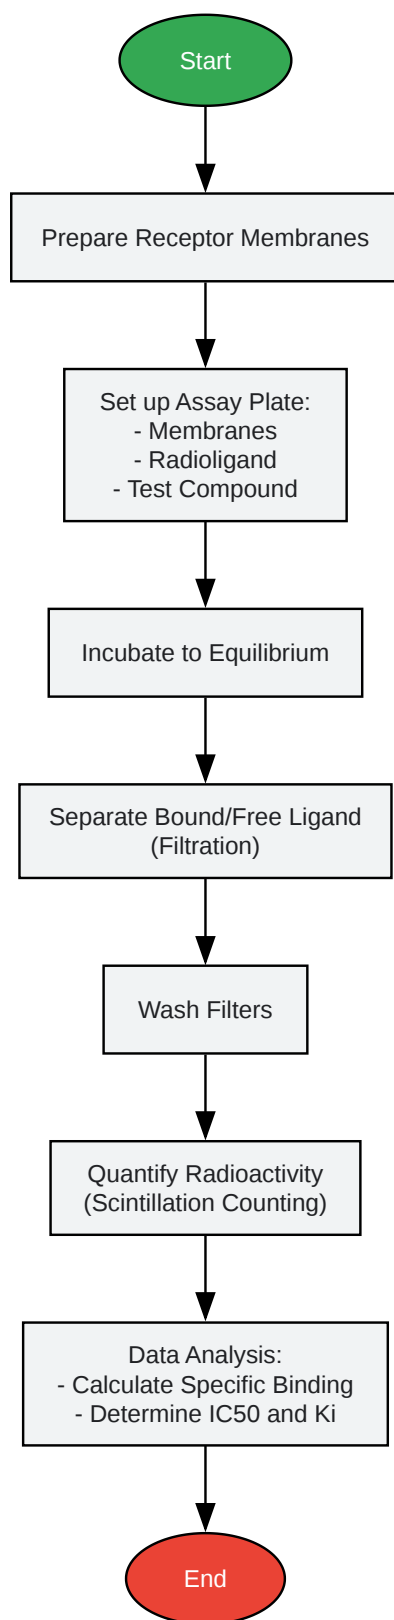 Start
Prepare Receptor Membranes
Set up Assay Plate:
- Membranes
- Radioligand
- Test Compound
Incubate to Equilibrium
Separate Bound/Free Ligand
(Filtration)
Wash Filters
Quantify Radioactivity
(Scintillation Counting)
Data Analysis:
- Calculate Specific Binding
- Determine IC50 and Ki
End